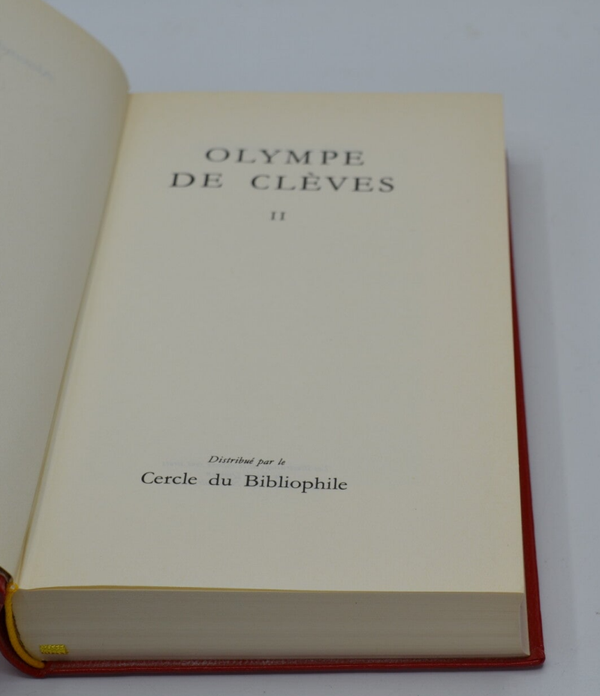 OLYMPE
DE CLÈVES
II
Distribué par le
Cercle du Bibliophile